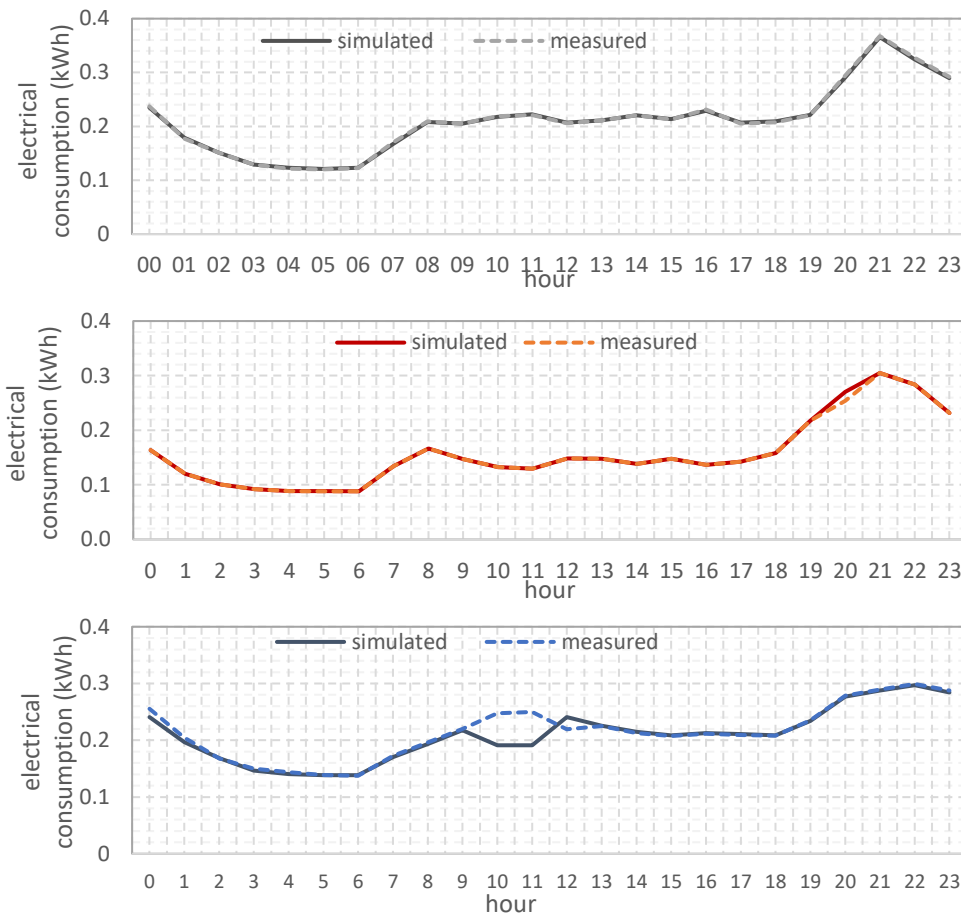 electrical
consumption (kWh)
0.4
0.3
0.2
0.1
0
simulated measured
00 01 02 03 04 05 06 07 08 09 10 11 12 13 14 15 16 17 18 19 20 21 22 23
hour
electrical
consumption (kWh)
0.4
0.3
0.2
0.1
0.0
simulated measured
0 1 2 3 4 5 6 7 8 9 10 11 12 13 14 15 16 17 18 19 20 21 22 23
hour
electrical
consumption (kWh)
0.4
0.3
0.2
0.1
0
simulated measured
0 1 2 3 4 5 6 7 8 9 10 11 12 13 14 15 16 17 18 19 20 21 22 23
hour